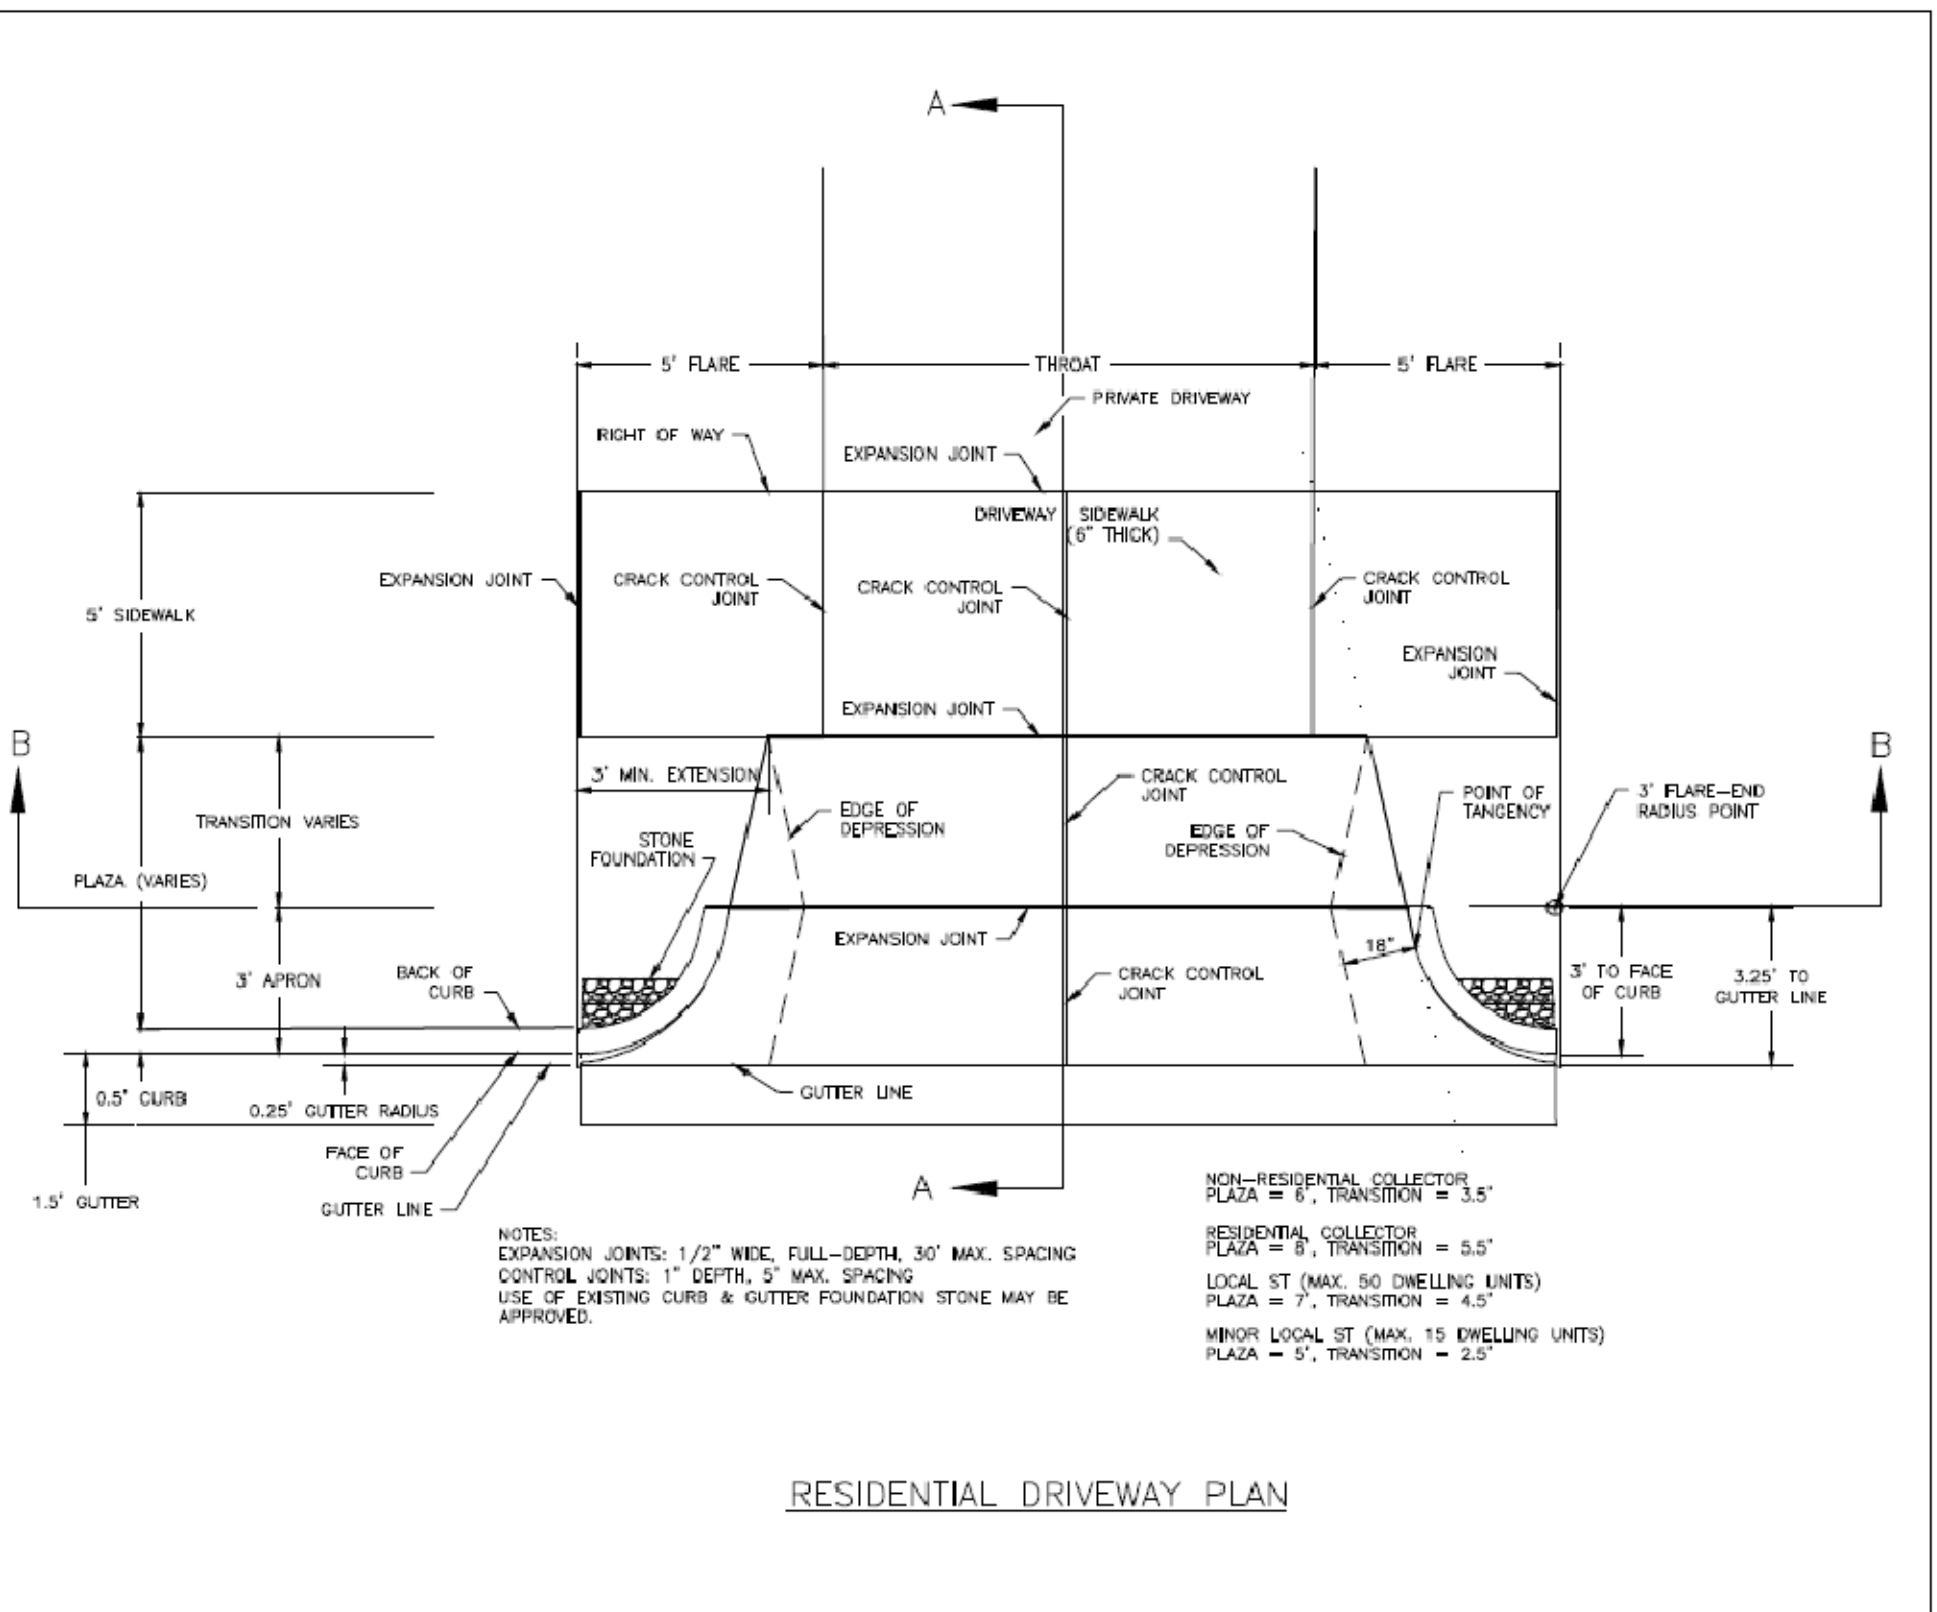 A
5' FLARE
THROAT
5' FLARE
PRIVATE DRIVEWAY
RIGHT OF WAY
EXPANSION JOINT
DRIVEWAY SIDEWALK
(6" THICK)
EXPANSION JOINT
CRACK CONTROL
JOINT
CRACK CONTROL
JOINT
CRACK CONTROL
JOINT
5' SIDEWALK
EXPANSION
JOINT
EXPANSION JOINT
B
B
3' MIN. EXTENSION
CRACK CONTROL
JOINT
POINT OF
TANGENCY
3' FLARE-END
RADIUS POINT
TRANSITION VARIES
EDGE OF
DEPRESSION
EDGE OF
DEPRESSION
STONE
FOUNDATION
PLAZA (VARIES)
EXPANSION JOINT
18"
3' APRON
BACK OF
CURB
CRACK CONTROL
JOINT
3' TO FACE
OF CURB
3.25' TO
GUTTER LINE
0.5' CURB
0.25' GUTTER RADIUS
GUTTER LINE
FACE OF
CURB
1.5' GUTTER
GUTTER LINE
A
NOTES:
EXPANSION JOINTS: 1/2" WIDE, FULL-DEPTH, 30' MAX. SPACING
CONTROL JOINTS: 1" DEPTH, 5" MAX. SPACING
USE OF EXISTING CURB & GUTTER FOUNDATION STONE MAY BE
APPROVED.
NON-RESIDENTIAL COLLECTOR
PLAZA = 6', TRANSITION = 3.5"
RESIDENTIAL COLLECTOR
PLAZA = 8', TRANSITION = 5.5"
LOCAL ST (MAX. 50 DWELLING UNITS)
PLAZA = 7', TRANSITION = 4.5"
MINOR LOCAL ST (MAX. 15 DWELLING UNITS)
PLAZA = 5', TRANSITION = 2.5"
RESIDENTIAL DRIVEWAY PLAN